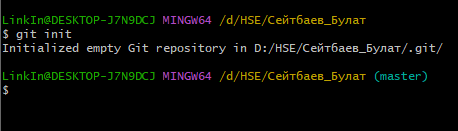 LinkIn@DESKTOP-J7N9DCJ MINGW64 /d/HSE/Сейтбаев_Булат
$ git init
Initialized empty Git repository in D:/HSE/Сейтбаев_Булат/.git/
LinkIn@DESKTOP-J7N9DCJ MINGW64 /d/HSE/Сейтбаев_Булат (master)
$